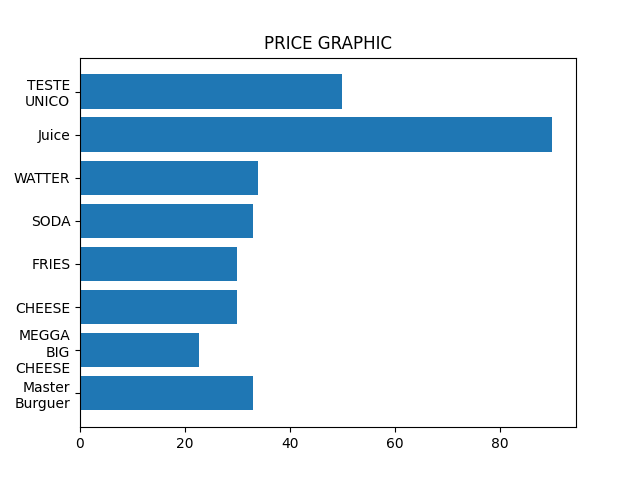 PRICE GRAPHIC
TESTE
UNICO
Juice
WATTER
SODA
FRIES
CHEESE
MEGGA
BIG
CHEESE
Master
Burguer
0 20 40 60 80